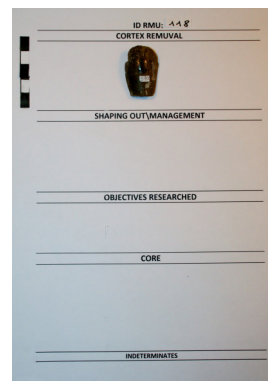 ID RMU: 118
CORTEX REMUVAL
SHAPING OUT\MANAGEMENT
OBJECTIVES RESEARCHED
CORE
INDETERMINATES